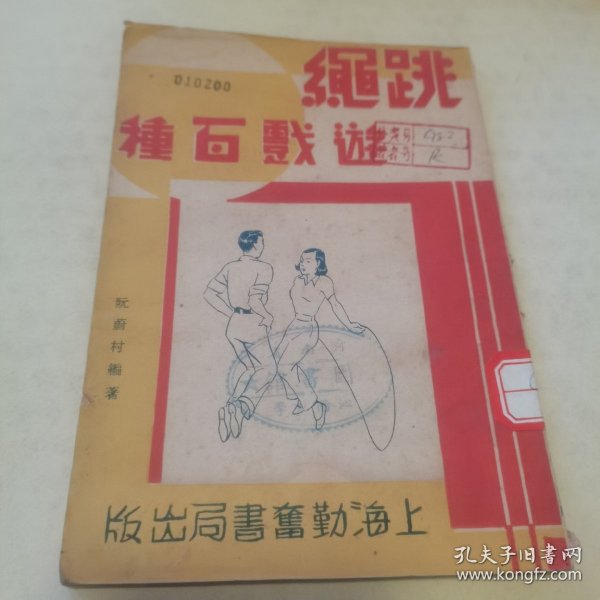 跳繩
遊戲百種
010200
阮蔚村編著
上海勤奮書局出版
孔夫子旧书网
www.kongfz.com